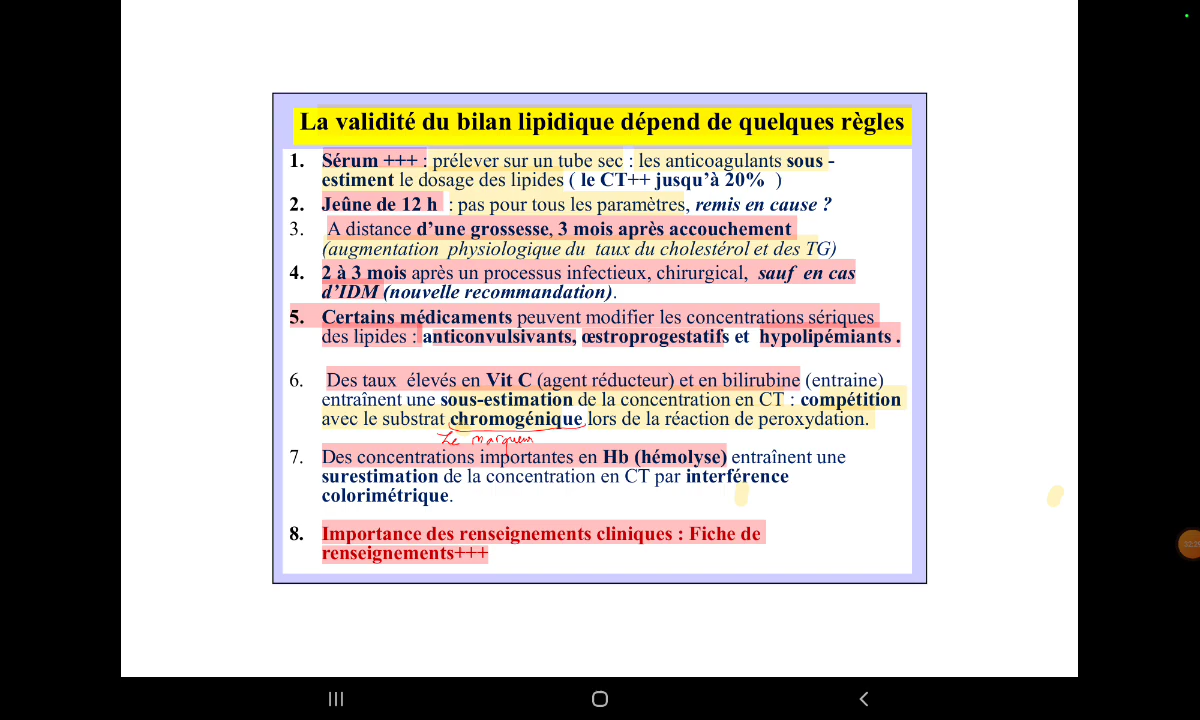 La validité du bilan lipidique dépend de quelques règles
1. Sérum +++ : prélever sur un tube sec : les anticoagulants sous -
estiment le dosage des lipides ( le CT++ jusqu’à 20% )
2. Jeûne de 12 h : pas pour tous les paramètres, remis en cause ?
3. A distance d’une grossesse, 3 mois après accouchement
(augmentation physiologique du taux du cholestérol et des TG)
4. 2 à 3 mois après un processus infectieux, chirurgical, sauf en cas
d’IDM (nouvelle recommandation).
5. Certains médicaments peuvent modifier les concentrations sériques
des lipides : anticonvulsivants, œstroprogestatifs et hypolipémiants .
6. Des taux élevés en Vit C (agent réducteur) et en bilirubine (entraine)
entraînent une sous-estimation de la concentration en CT : compétition
avec le substrat chromogénique lors de la réaction de peroxydation.
Le marqueur
7. Des concentrations importantes en Hb (hémolyse) entraînent une
surestimation de la concentration en CT par interférence
colorimétrique.
8. Importance des renseignements cliniques : Fiche de
renseignements+++